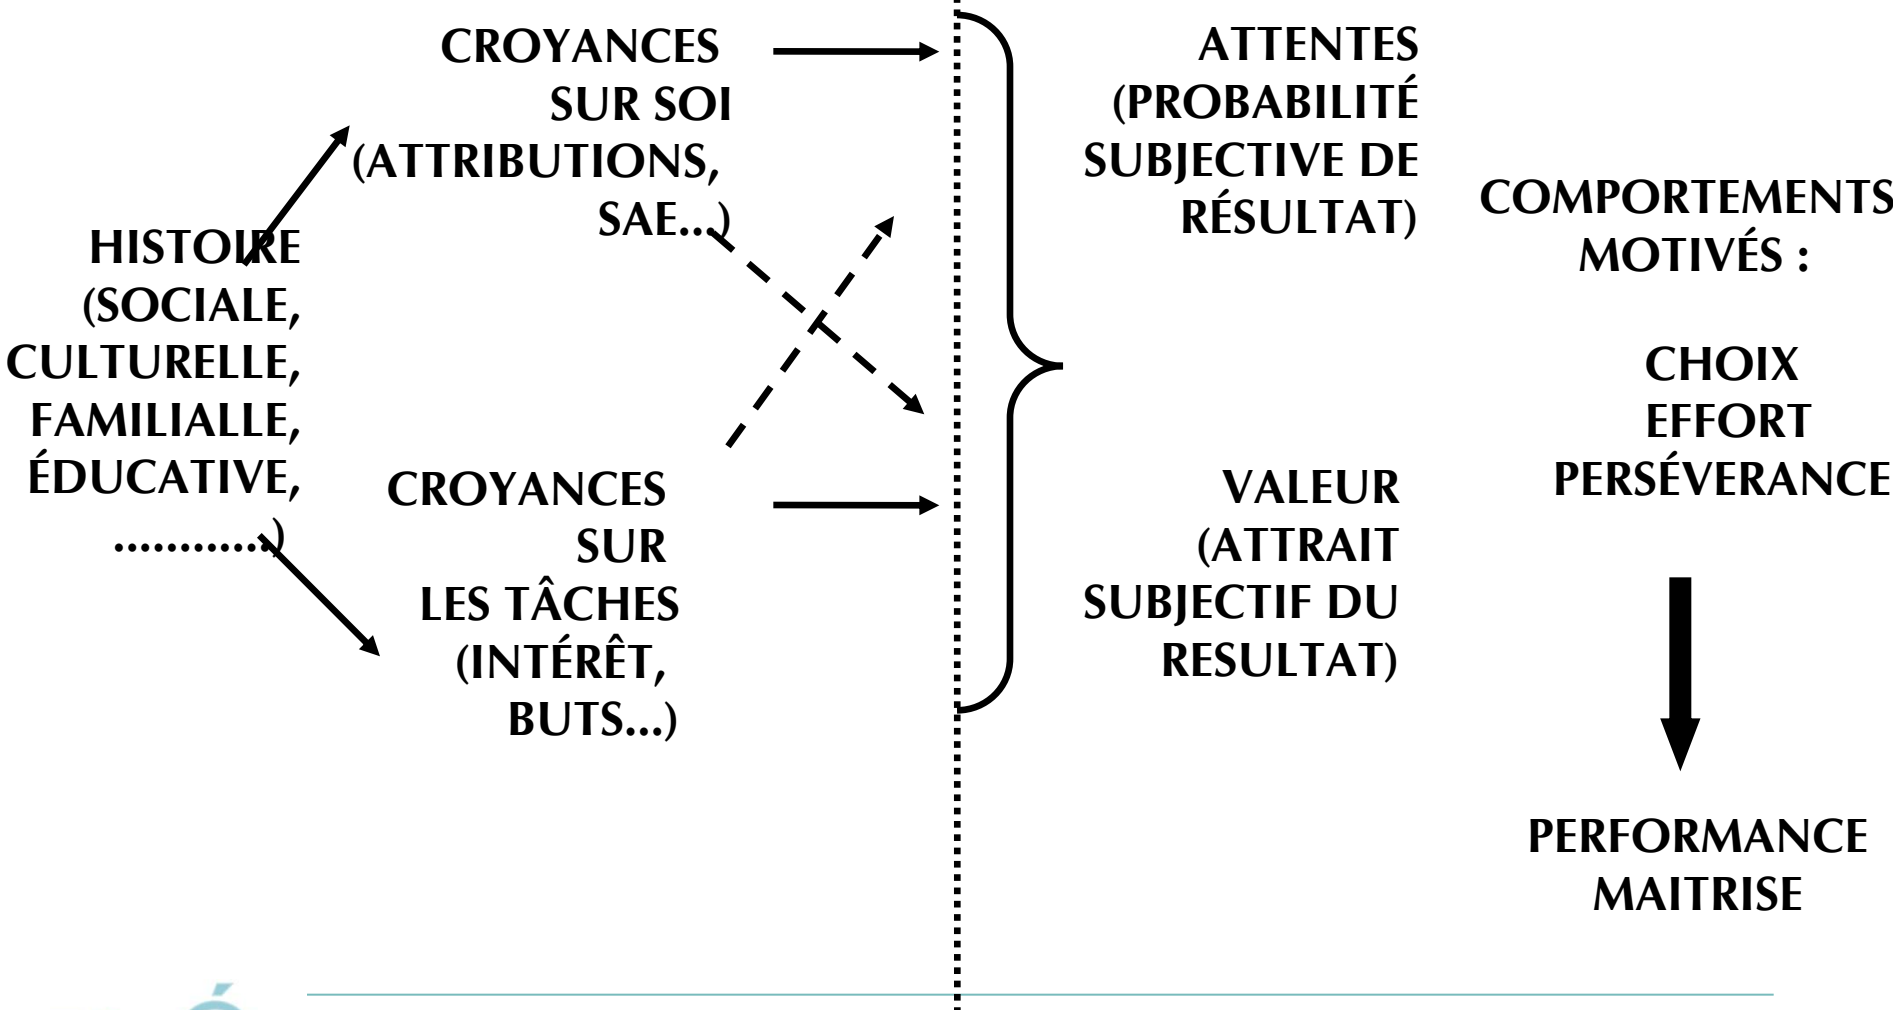 CROYANCES
SUR SOI
(ATTRIBUTIONS,
SAE...)
HISTOIRE
(SOCIALE,
CULTURELLE,
FAMILIALLE,
ÉDUCATIVE,
............)
CROYANCES
SUR
LES TÂCHES
(INTÉRÊT,
BUTS...)
ATTENTES
(PROBABILITÉ
SUBJECTIVE DE
RÉSULTAT)
VALEUR
(ATTRAIT
SUBJECTIF DU
RESULTAT)
COMPORTEMENTS
MOTIVÉS :
CHOIX
EFFORT
PERSÉVERANCE
PERFORMANCE
MAITRISE